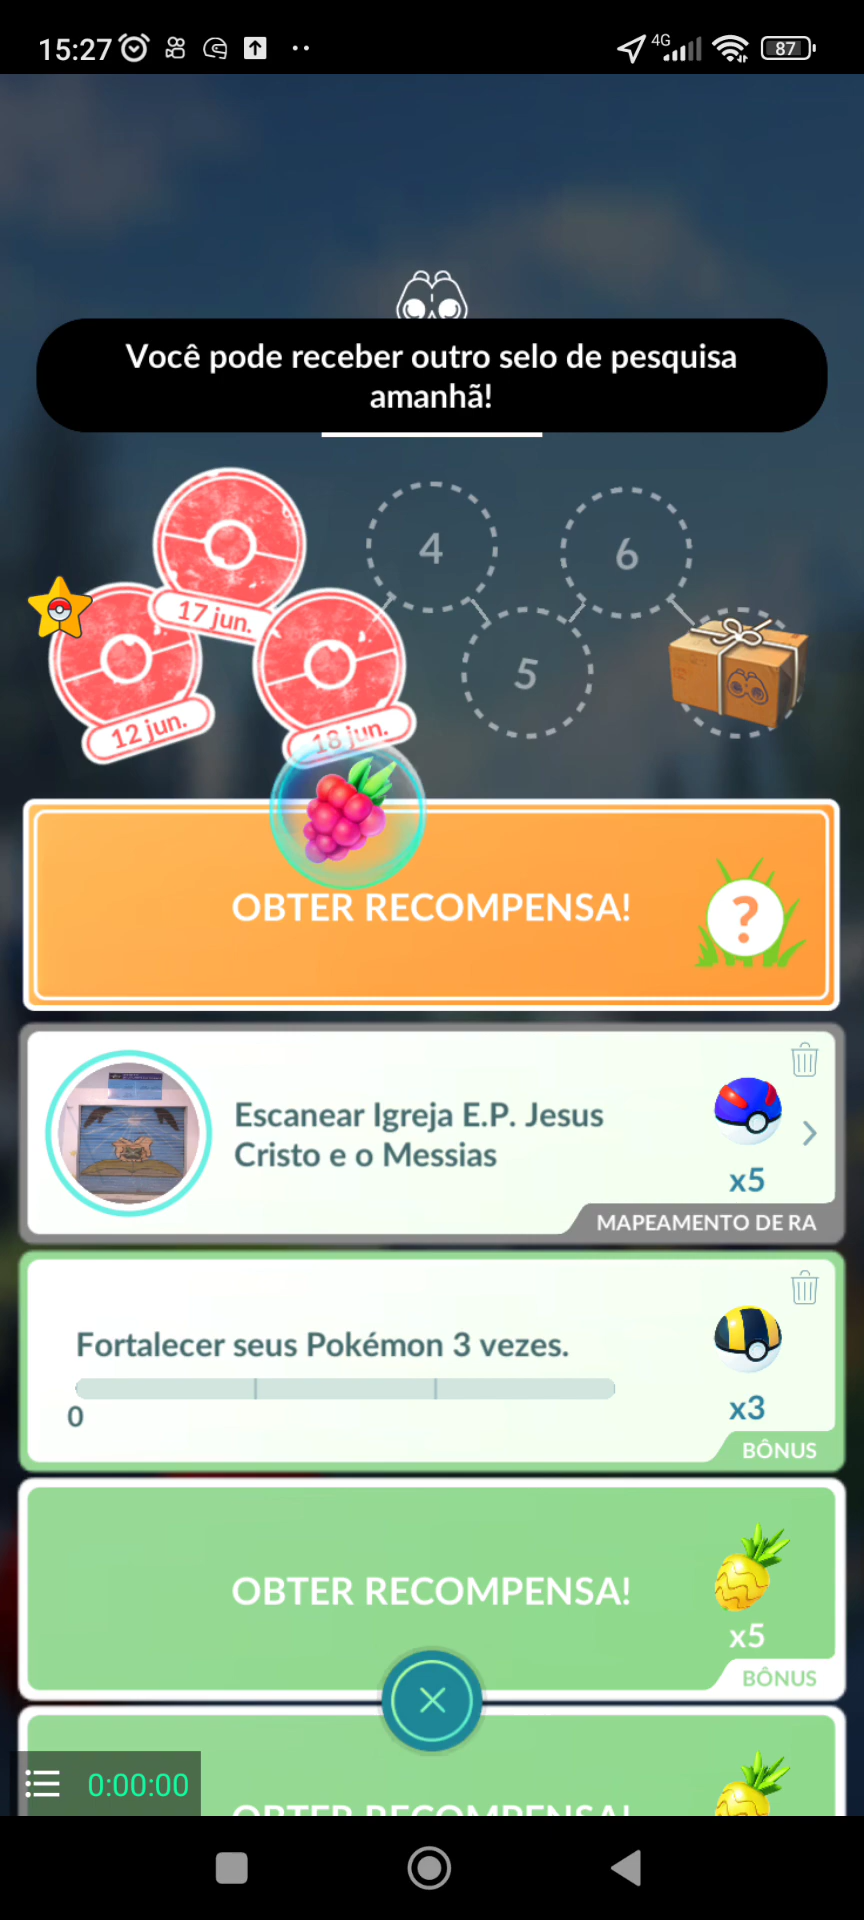 15:27
4G
87
Você pode receber outro selo de pesquisa
amanhã!
4
6
17 jun.
5
12 jun.
18 jun.
OBTER RECOMPENSA!
?
Escanear Igreja E.P. Jesus
Cristo e o Messias
x5
MAPEAMENTO DE RA
Fortalecer seus Pokémon 3 vezes.
0
x3
BÔNUS
OBTER RECOMPENSA!
x5
BÔNUS
0:00:00
OBTER RECOMPENSA!